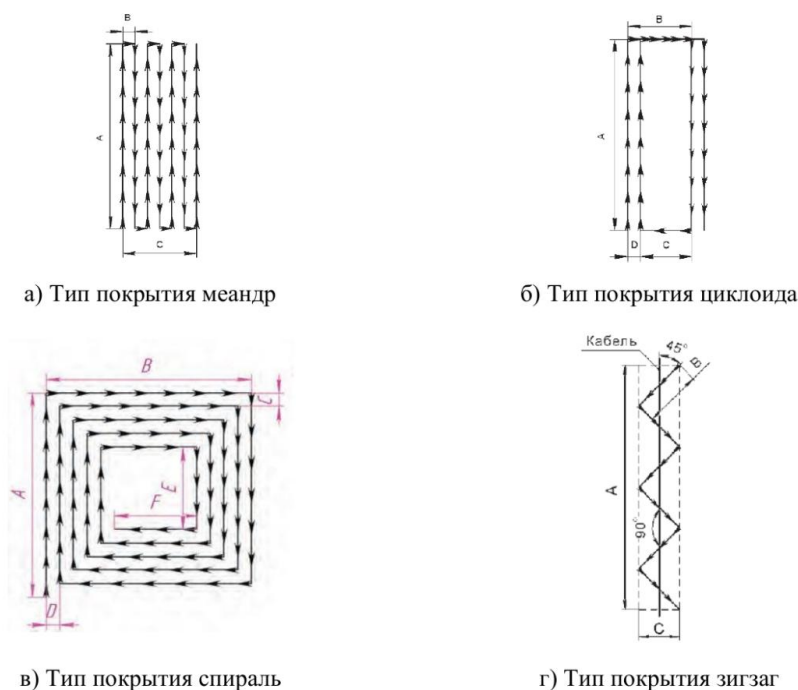 B
A
C
а) Тип покрытия меандр
B
A
D
C
б) Тип покрытия циклоида
B
C
A
E
F
D
в) Тип покрытия спираль
Кабель
45°
B
A
90°
C
г) Тип покрытия зигзаг